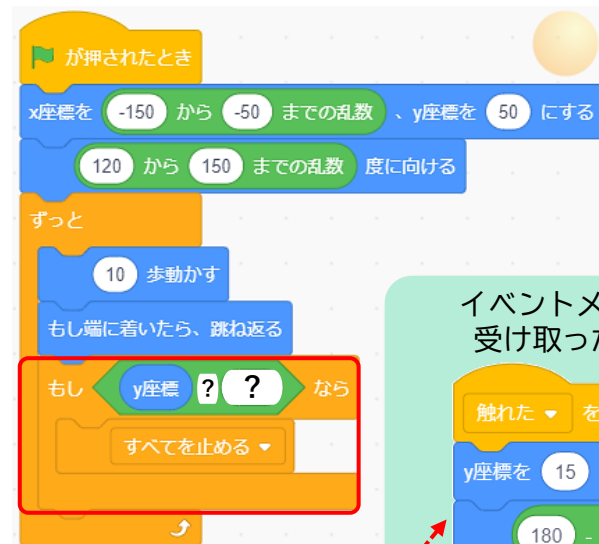 が押されたとき
x座標を -150 から -50 までの乱数 、y座標を 50 にする
120 から 150 までの乱数 度に向ける
ずっと
10 歩動かす
もし端に着いたら、跳ね返る
もし y座標 ? ? なら
すべてを止める
イベントメ
受け取った
触れた を
y座標を 15
180 -